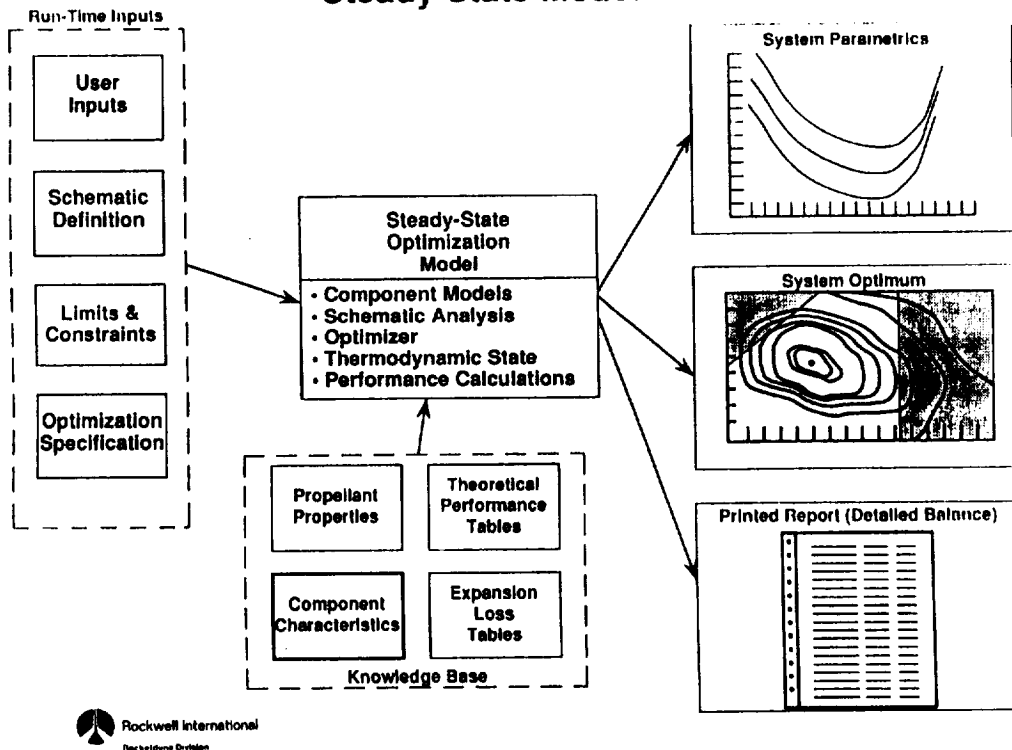 Steady State Model
Run-Time Inputs
User
Inputs
Schematic
Definition
Limits &
Constraints
Optimization
Specification
Steady-State
Optimization
Model
· Component Models
· Schematic Analysis
· Optimizer
· Thermodynamic State
· Performance Calculations
Propellant
Properties
Theoretical
Performance
Tables
Component
Characteristics
Expansion
Loss
Tables
Knowledge Base
System Parametrics
System Optimum
Printed Report (Detailed Balance)
Rockwell International
Rocketdyne Division